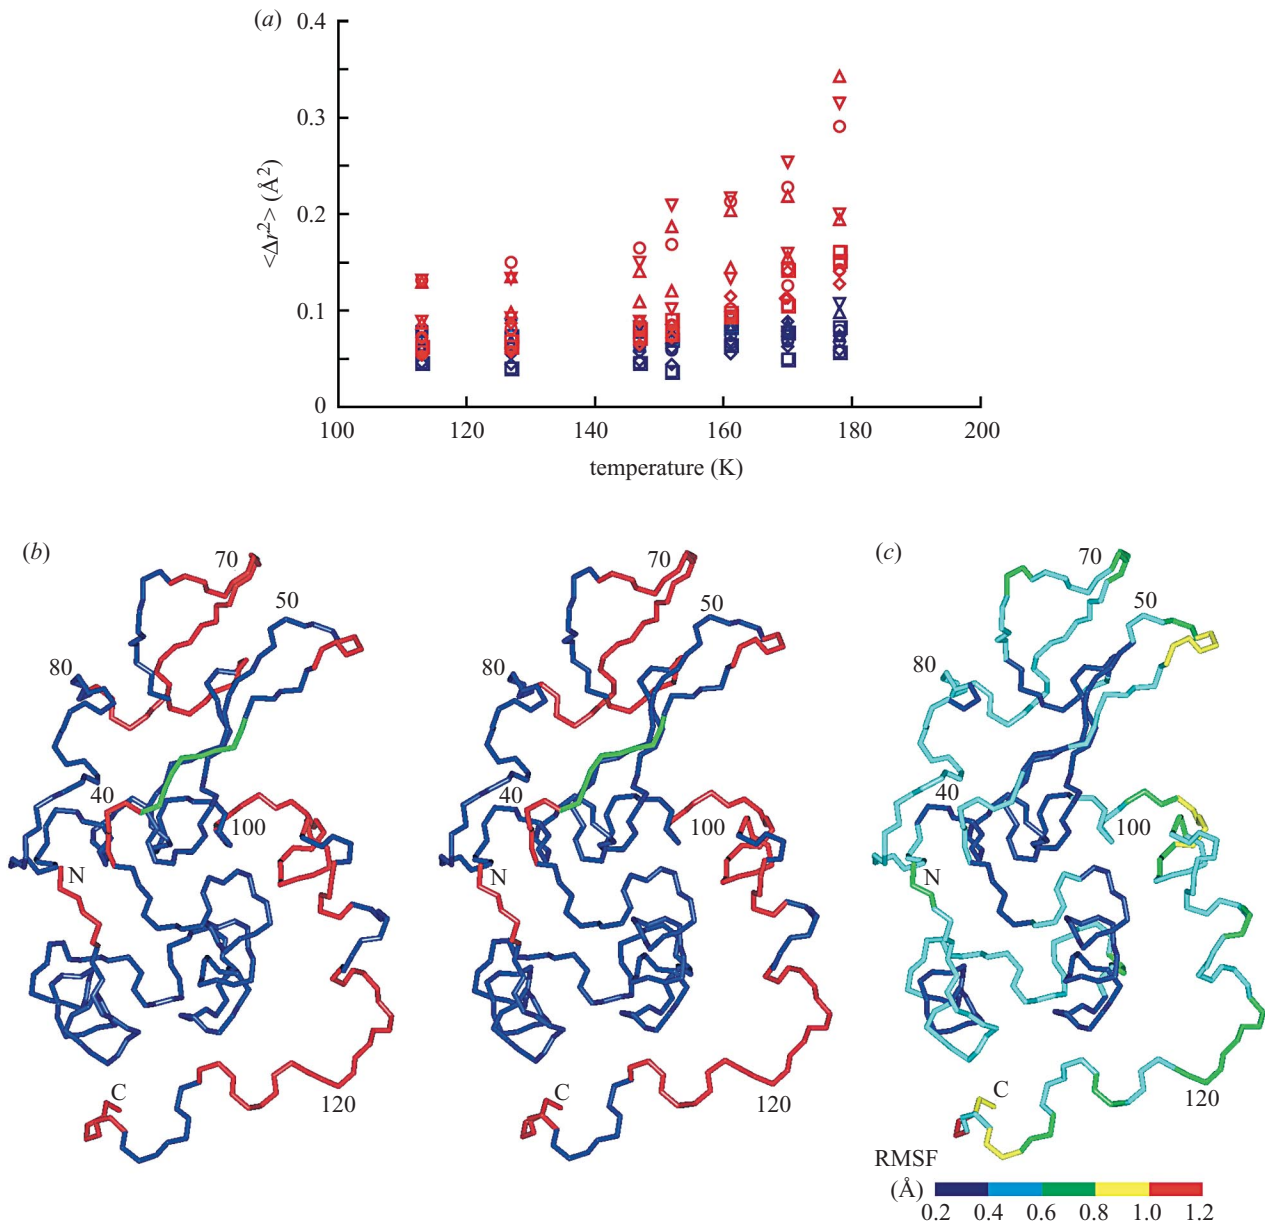 (a)
0.4
0.3
0.2
0.1
0
<Δr²> (Å²)
100 120 140 160 180 200
temperature (K)
(b) (c)
70 70 70
50 50 50
80 80 80
40 40 40
100 100 100
N N N
C C C
120 120 120
RMSF
(Å)
0.2 0.4 0.6 0.8 1.0 1.2